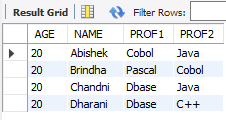 Result Grid Filter Rows:
AGE NAME PROF1 PROF2
20 Abishek Cobol Java
20 Brindha Pascal Cobol
20 Chandni Dbase Java
20 Dharani Dbase C++